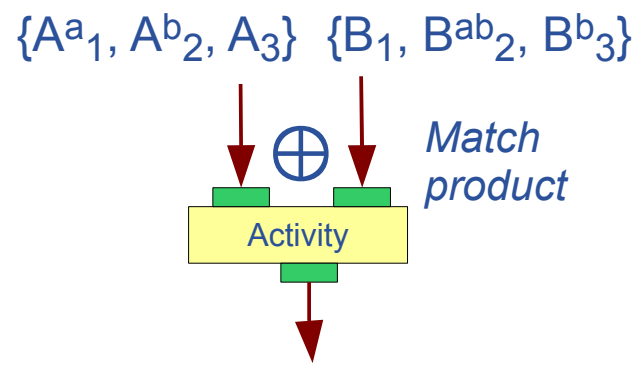 {Aᵃ₁, Aᵇ₂, A₃} {B₁, Bᵃᵇ₂, Bᵇ₃}
⊕
Match
product
Activity